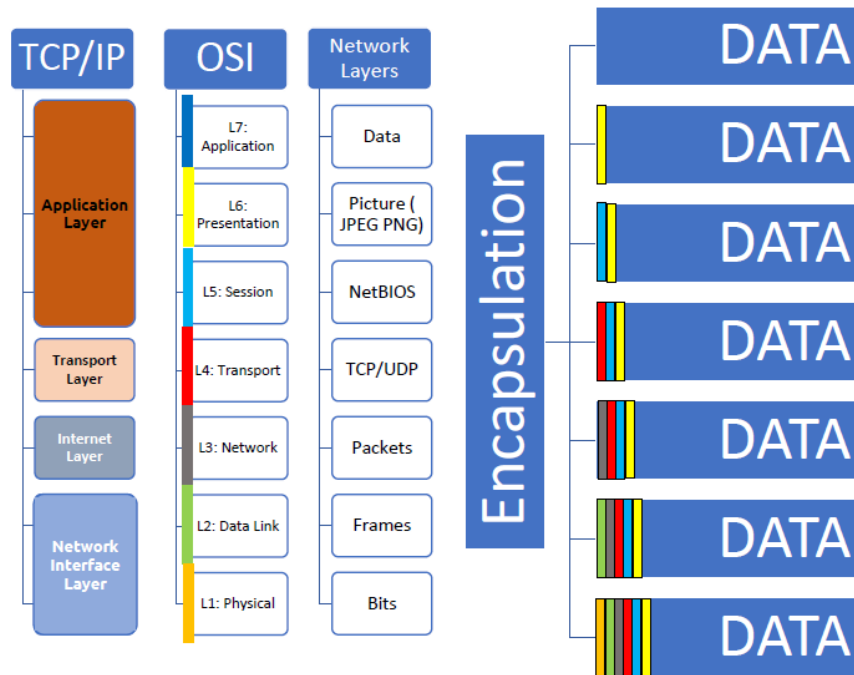 TCP/IP
Application
Layer
Transport
Layer
Internet
Layer
Network
Interface
Layer
OSI
L7:
Application
L6:
Presentation
L5: Session
L4: Transport
L3: Network
L2: Data Link
L1: Physical
Network
Layers
Data
Picture (
JPEG PNG)
NetBIOS
TCP/UDP
Packets
Frames
Bits
Encapsulation
DATA
DATA
DATA
DATA
DATA
DATA
DATA